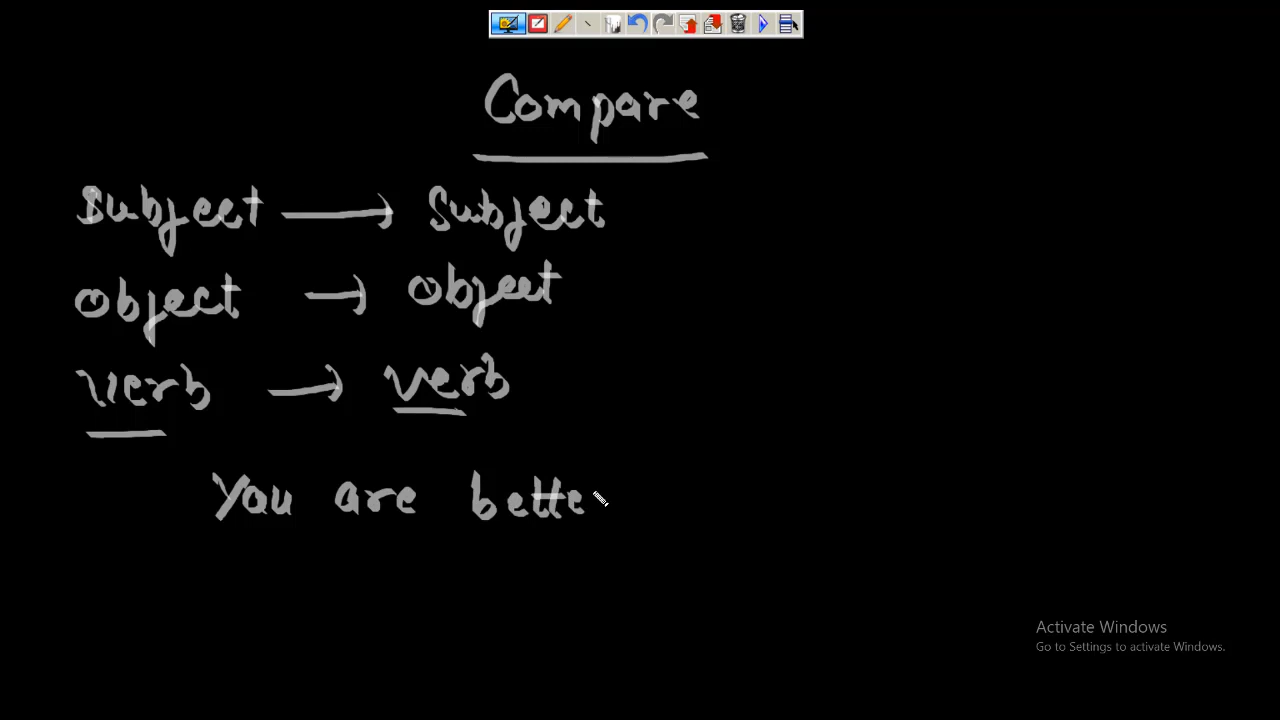 Compare
Subject → Subject
Object → Object
Verb → Verb
You are bette
Activate Windows
Go to Settings to activate Windows.